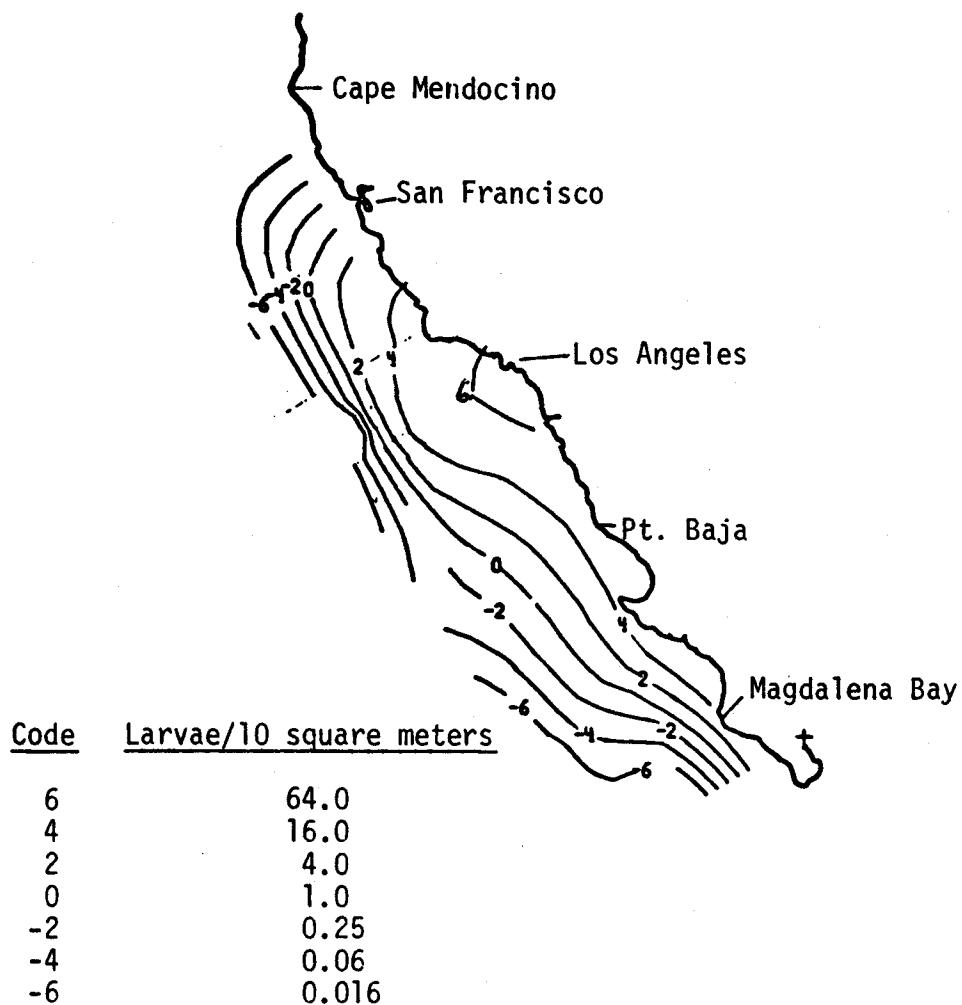 Cape Mendocino
San Francisco
-6 4 -2 0
2 4
Los Angeles
6
Pt. Baja
0
-2
4
2
Magdalena Bay
-6
-4 -2
-6
Code Larvae/10 square meters
6 64.0
4 16.0
2 4.0
0 1.0
-2 0.25
-4 0.06
-6 0.016